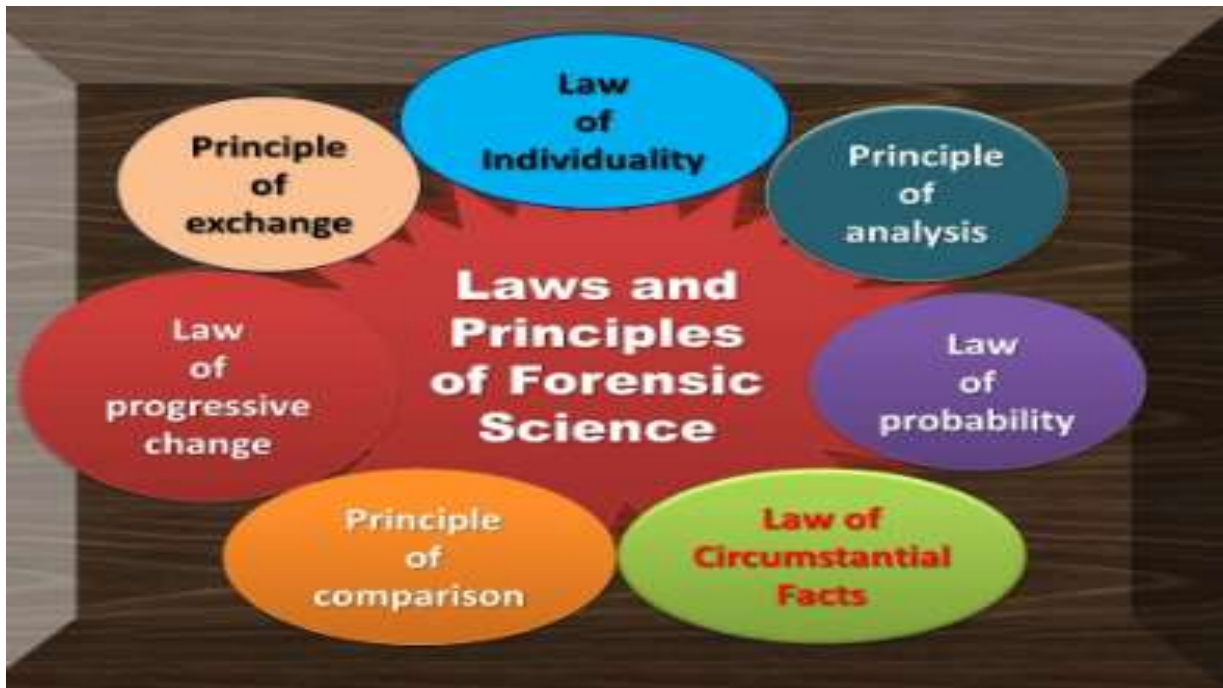 Law
of
Individuality
Principle
of
exchange
Principle
of
analysis
Laws and
Principles
of Forensic
Science
Law
of
progressive
change
Law
of
probability
Principle
of
comparison
Law of
Circumstantial
Facts